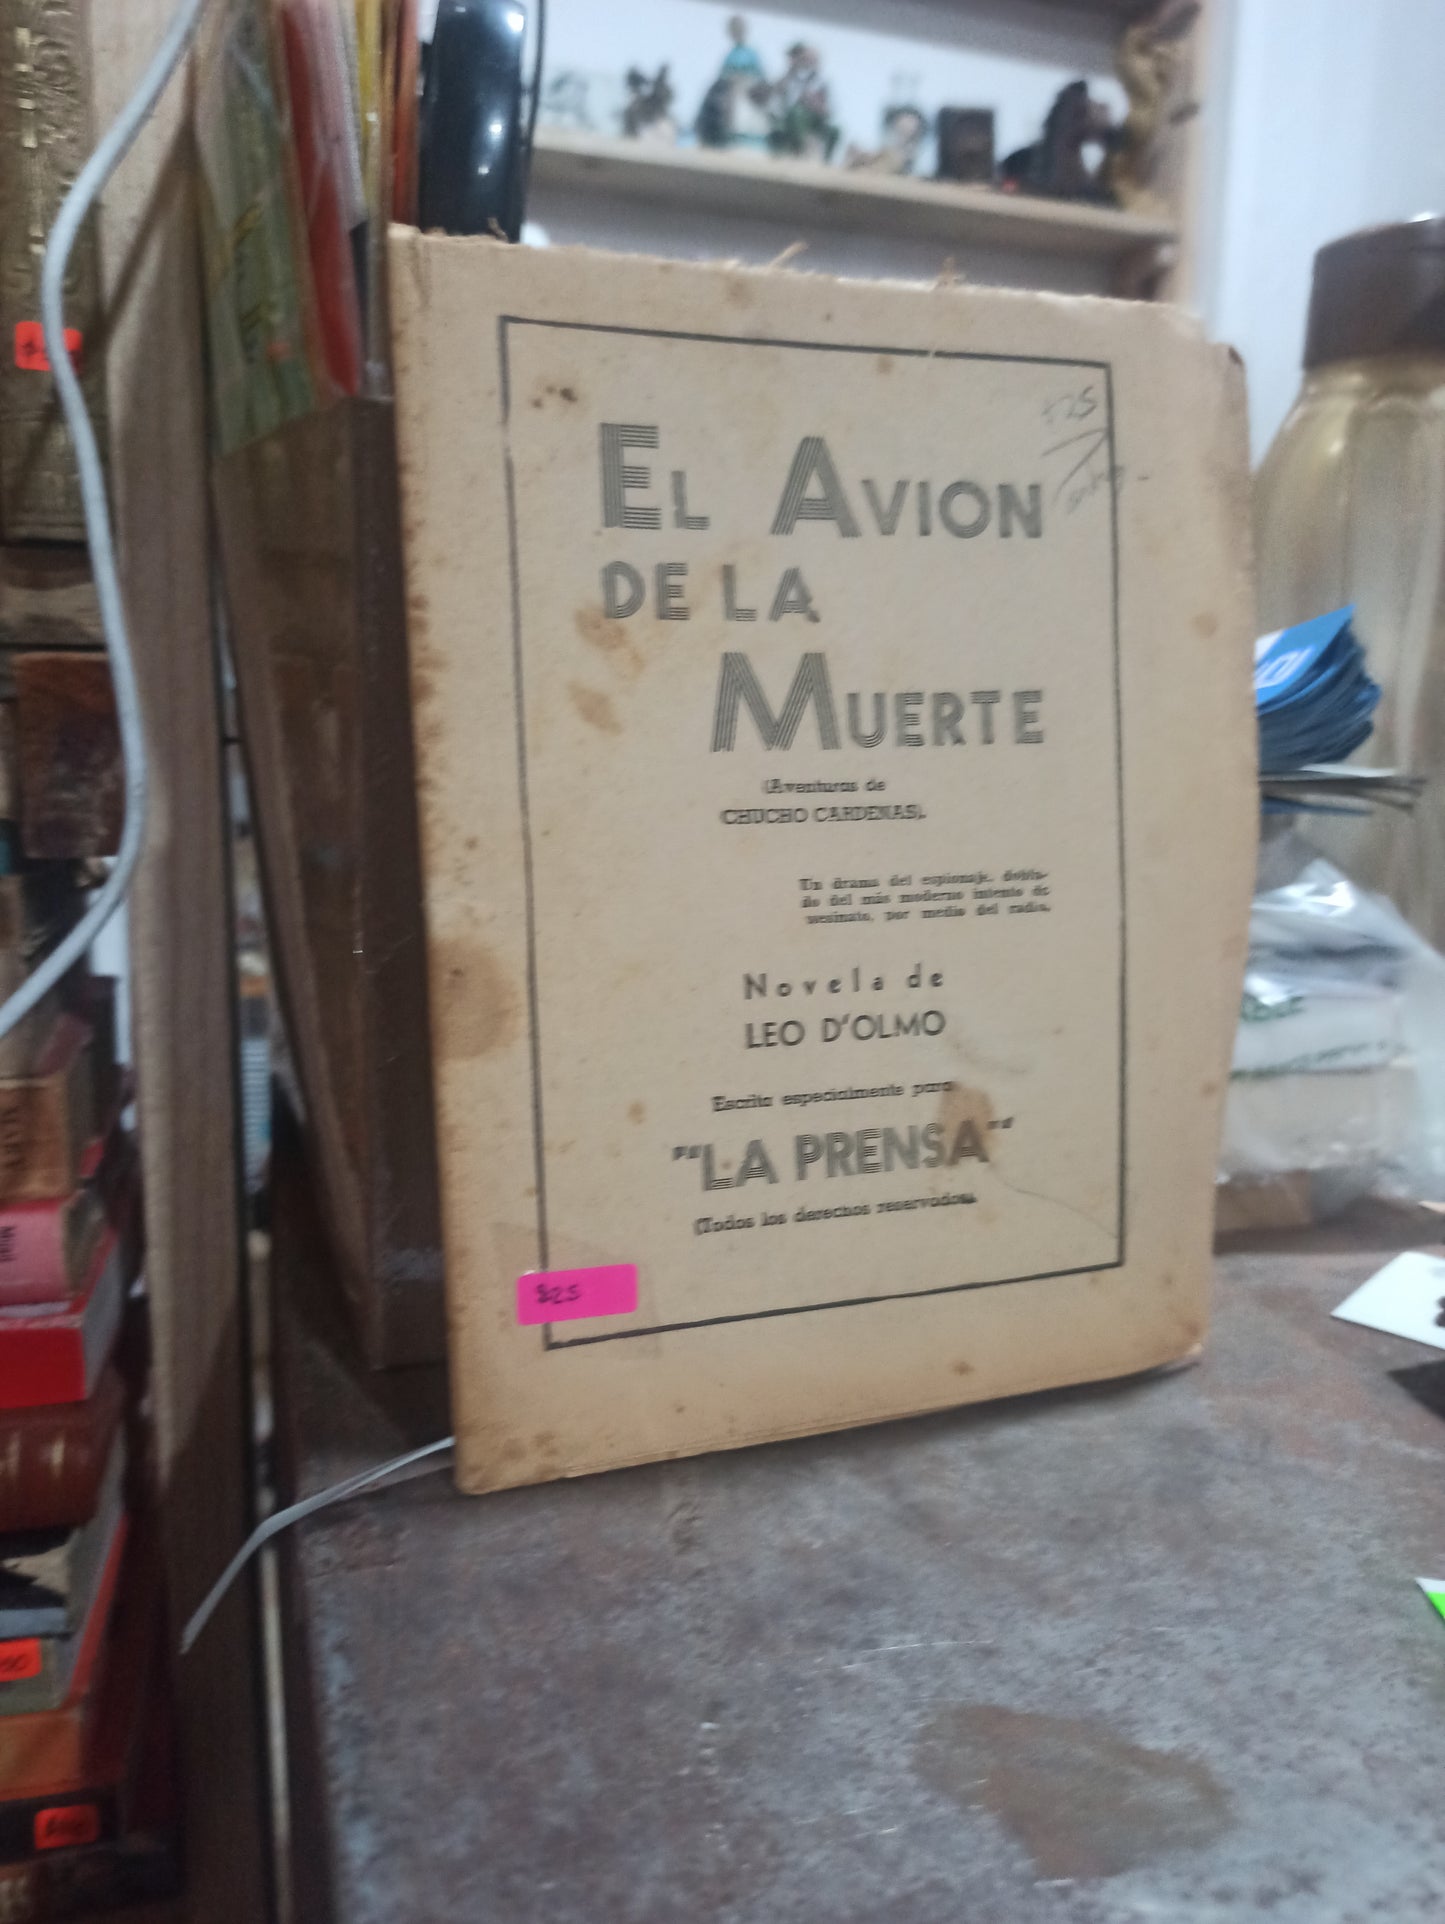 EL AVION
DE LA
MUERTE
(Aventuras de
CHUCHO CARDENAS).
Un drama del espionaje, dobla-
do del más moderno intento de
asesinato, por medio del radio.
Novela de
LEO D'OLMO
Escrita especialmente para
"LA PRENSA"
(Todos los derechos reservados).
$25